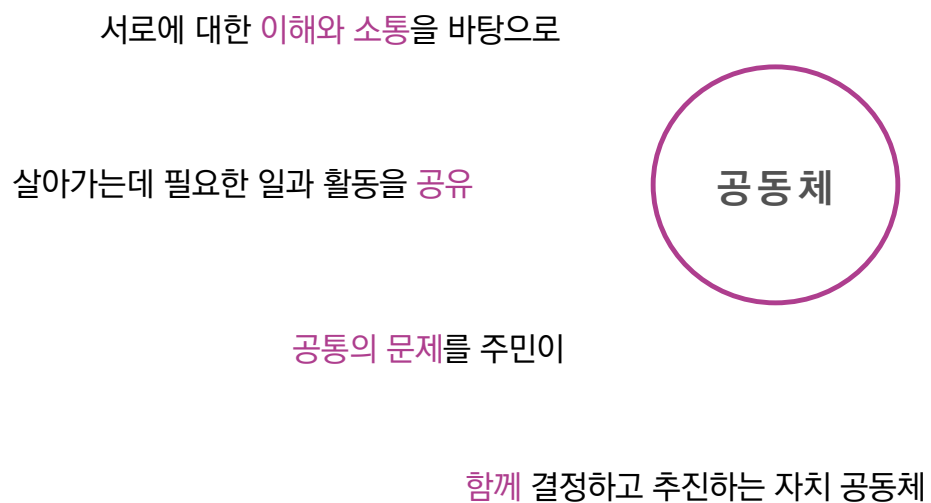 서로에 대한 이해와 소통을 바탕으로
살아가는데 필요한 일과 활동을 공유
공동체
공통의 문제를 주민이
함께 결정하고 추진하는 자치 공동체